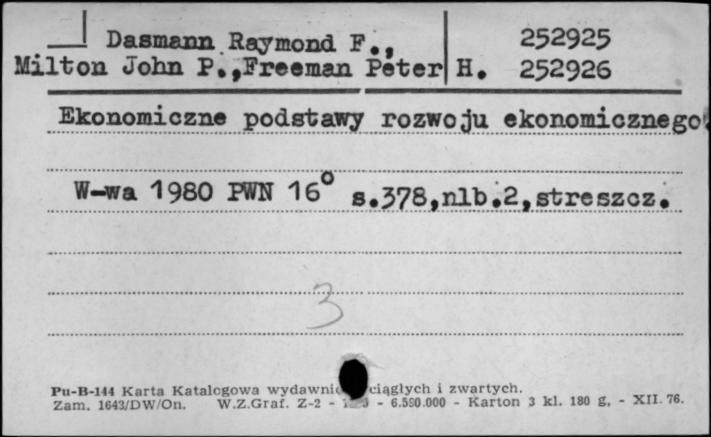 Dasmann Raymond F., 252925
Milton John P.,Freeman Peter H. 252926
Ekonomiczne podstawy rozwoju ekonomicznego.
W-wa 1980 PWN 16° s.378,nlb.2,streszcz.
3
Pu-B-144 Karta Katalogowa wydawnic ciągłych i zwartych.
Zam. 1643/DW/On. W.Z.Graf. Z-2 - - 6.590.000 - Karton 3 kl. 180 g, - XII. 76.